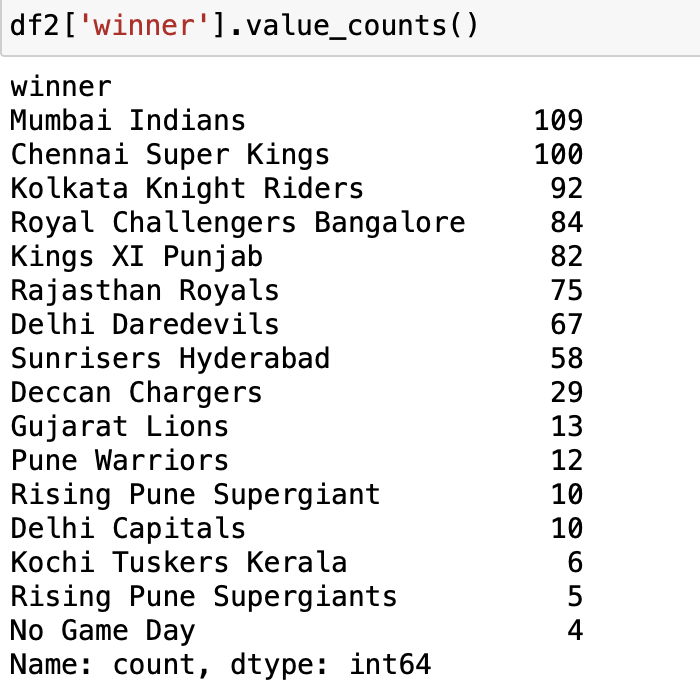 df2['winner'].value_counts()
winner
Mumbai Indians                 109
Chennai Super Kings            100
Kolkata Knight Riders           92
Royal Challengers Bangalore     84
Kings XI Punjab                 82
Rajasthan Royals                75
Delhi Daredevils                67
Sunrisers Hyderabad             58
Deccan Chargers                 29
Gujarat Lions                   13
Pune Warriors                   12
Rising Pune Supergiant          10
Delhi Capitals                  10
Kochi Tuskers Kerala             6
Rising Pune Supergiants          5
No Game Day                      4
Name: count, dtype: int64